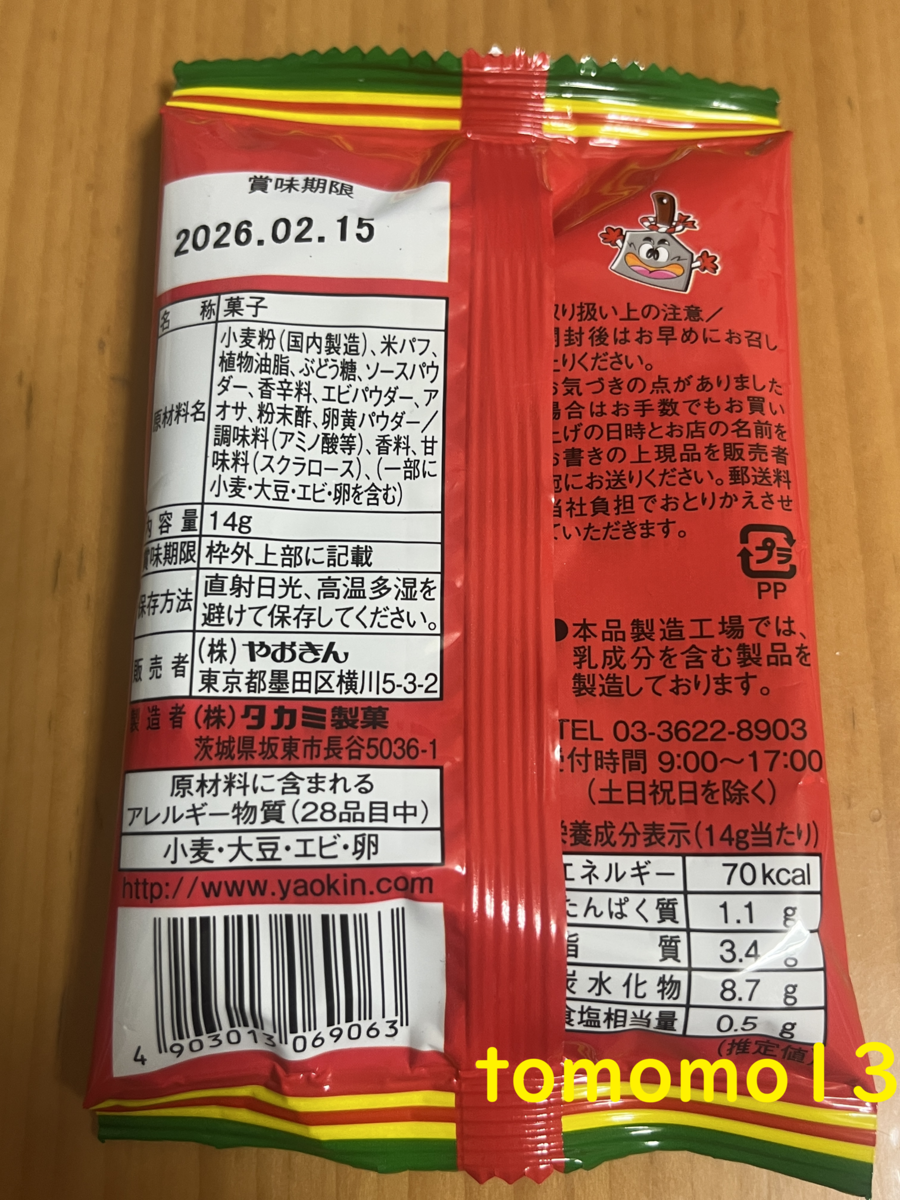 賞味期限
2026.02.15
名称 菓子
原材料名 小麦粉(国内製造)、米パフ、
植物油脂、ぶどう糖、ソースパウ
ダー、香辛料、エビパウダー、ア
オサ、粉末酢、卵黄パウダー/
調味料(アミノ酸等)、香料、甘
味料(スクラロース)、(一部に
小麦・大豆・エビ・卵を含む)
内容量 14g
賞味期限 枠外上部に記載
保存方法 直射日光、高温多湿を
避けて保存してください。
販売者 (株)やおきん
東京都墨田区横川5-3-2
製造者 (株)タカミ製菓
茨城県坂東市長谷5036-1
原材料に含まれる
アレルギー物質(28品目中)
小麦・大豆・エビ・卵
http://www.yaokin.com
4 903013 069063
り扱い上の注意/
封後はお早めにお召し
りください。
気づきの点がありました
場合はお手数でもお買い
げの日時とお店の名前を
書きの上現品を販売者
にお送りください。郵送料
当社負担でおとりかえさせ
いただきます。
プラ
PP
●本品製造工場では、
乳成分を含む製品を
製造しております。
TEL 03-3622-8903
付時間 9:00〜17:00
(土日祝日を除く)
栄養成分表示(14g当たり)
エネルギー 70kcal
たんぱく質 1.1 g
脂質 3.4 g
炭水化物 8.7 g
食塩相当量 0.5 g
(推定値)
tomomo13